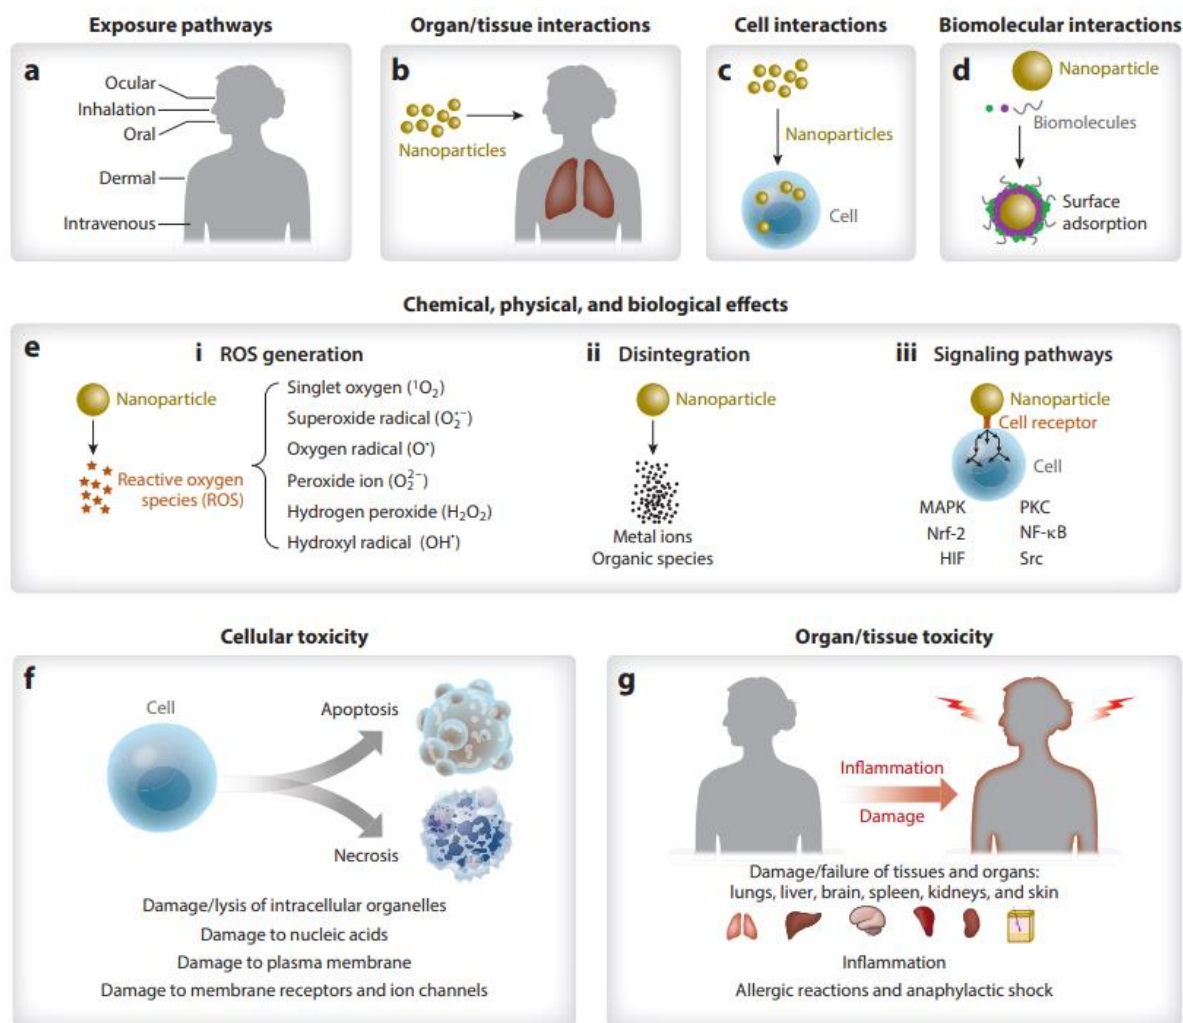 Exposure pathways
Organ/tissue interactions
Cell interactions
Biomolecular interactions
a
Ocular
Inhalation
Oral
Dermal
Intravenous
b
Nanoparticles
c
Nanoparticles
Cell
d
Nanoparticle
Biomolecules
Surface
adsorption
Chemical, physical, and biological effects
e
i ROS generation
Nanoparticle
Reactive oxygen
species (ROS)
Singlet oxygen (¹O₂)
Superoxide radical (O₂˙⁻)
Oxygen radical (O˙)
Peroxide ion (O₂²⁻)
Hydrogen peroxide (H₂O₂)
Hydroxyl radical (OH˙)
ii Disintegration
Nanoparticle
Metal ions
Organic species
iii Signaling pathways
Nanoparticle
Cell receptor
Cell
MAPK PKC
Nrf-2 NF-κB
HIF Src
Cellular toxicity
f
Cell
Apoptosis
Necrosis
Damage/lysis of intracellular organelles
Damage to nucleic acids
Damage to plasma membrane
Damage to membrane receptors and ion channels
Organ/tissue toxicity
g
Inflammation
Damage
Damage/failure of tissues and organs:
lungs, liver, brain, spleen, kidneys, and skin
Inflammation
Allergic reactions and anaphylactic shock